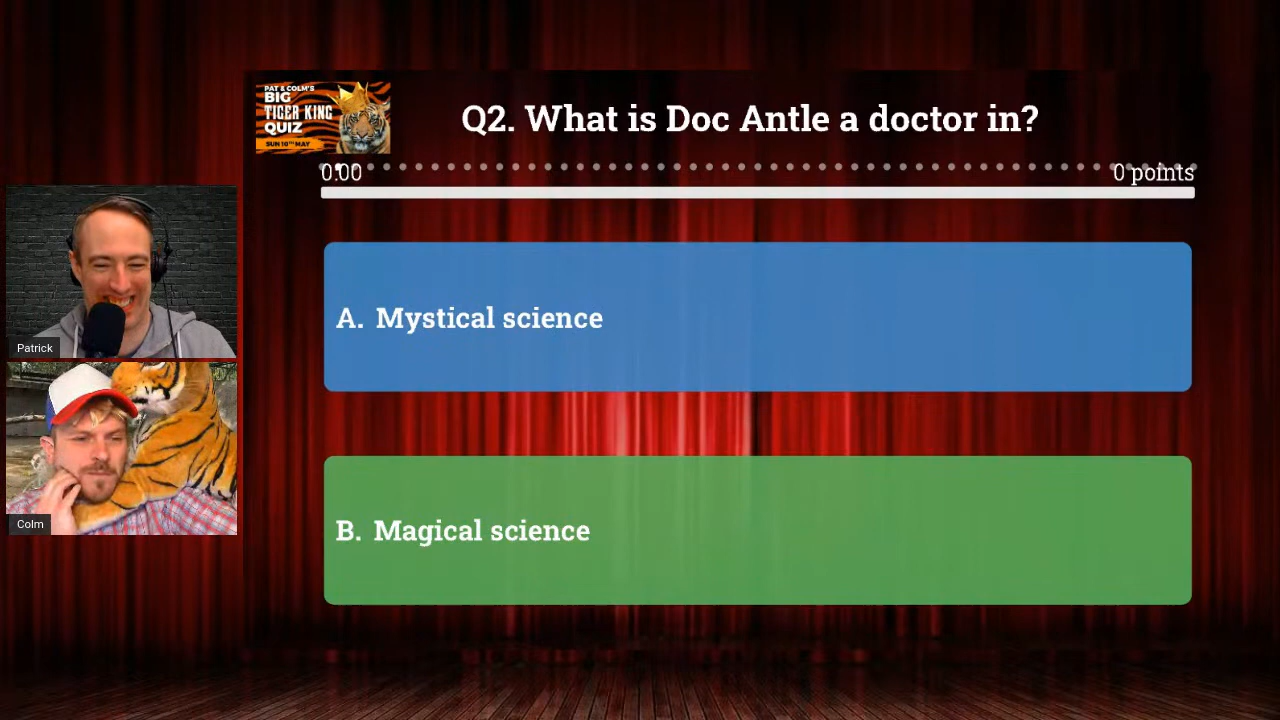 PAT & COLM'S
BIG
TIGER KING
QUIZ
SUN 10TH MAY
Q2. What is Doc Antle a doctor in?
0:00
0 points
A. Mystical science
B. Magical science
Patrick
Colm